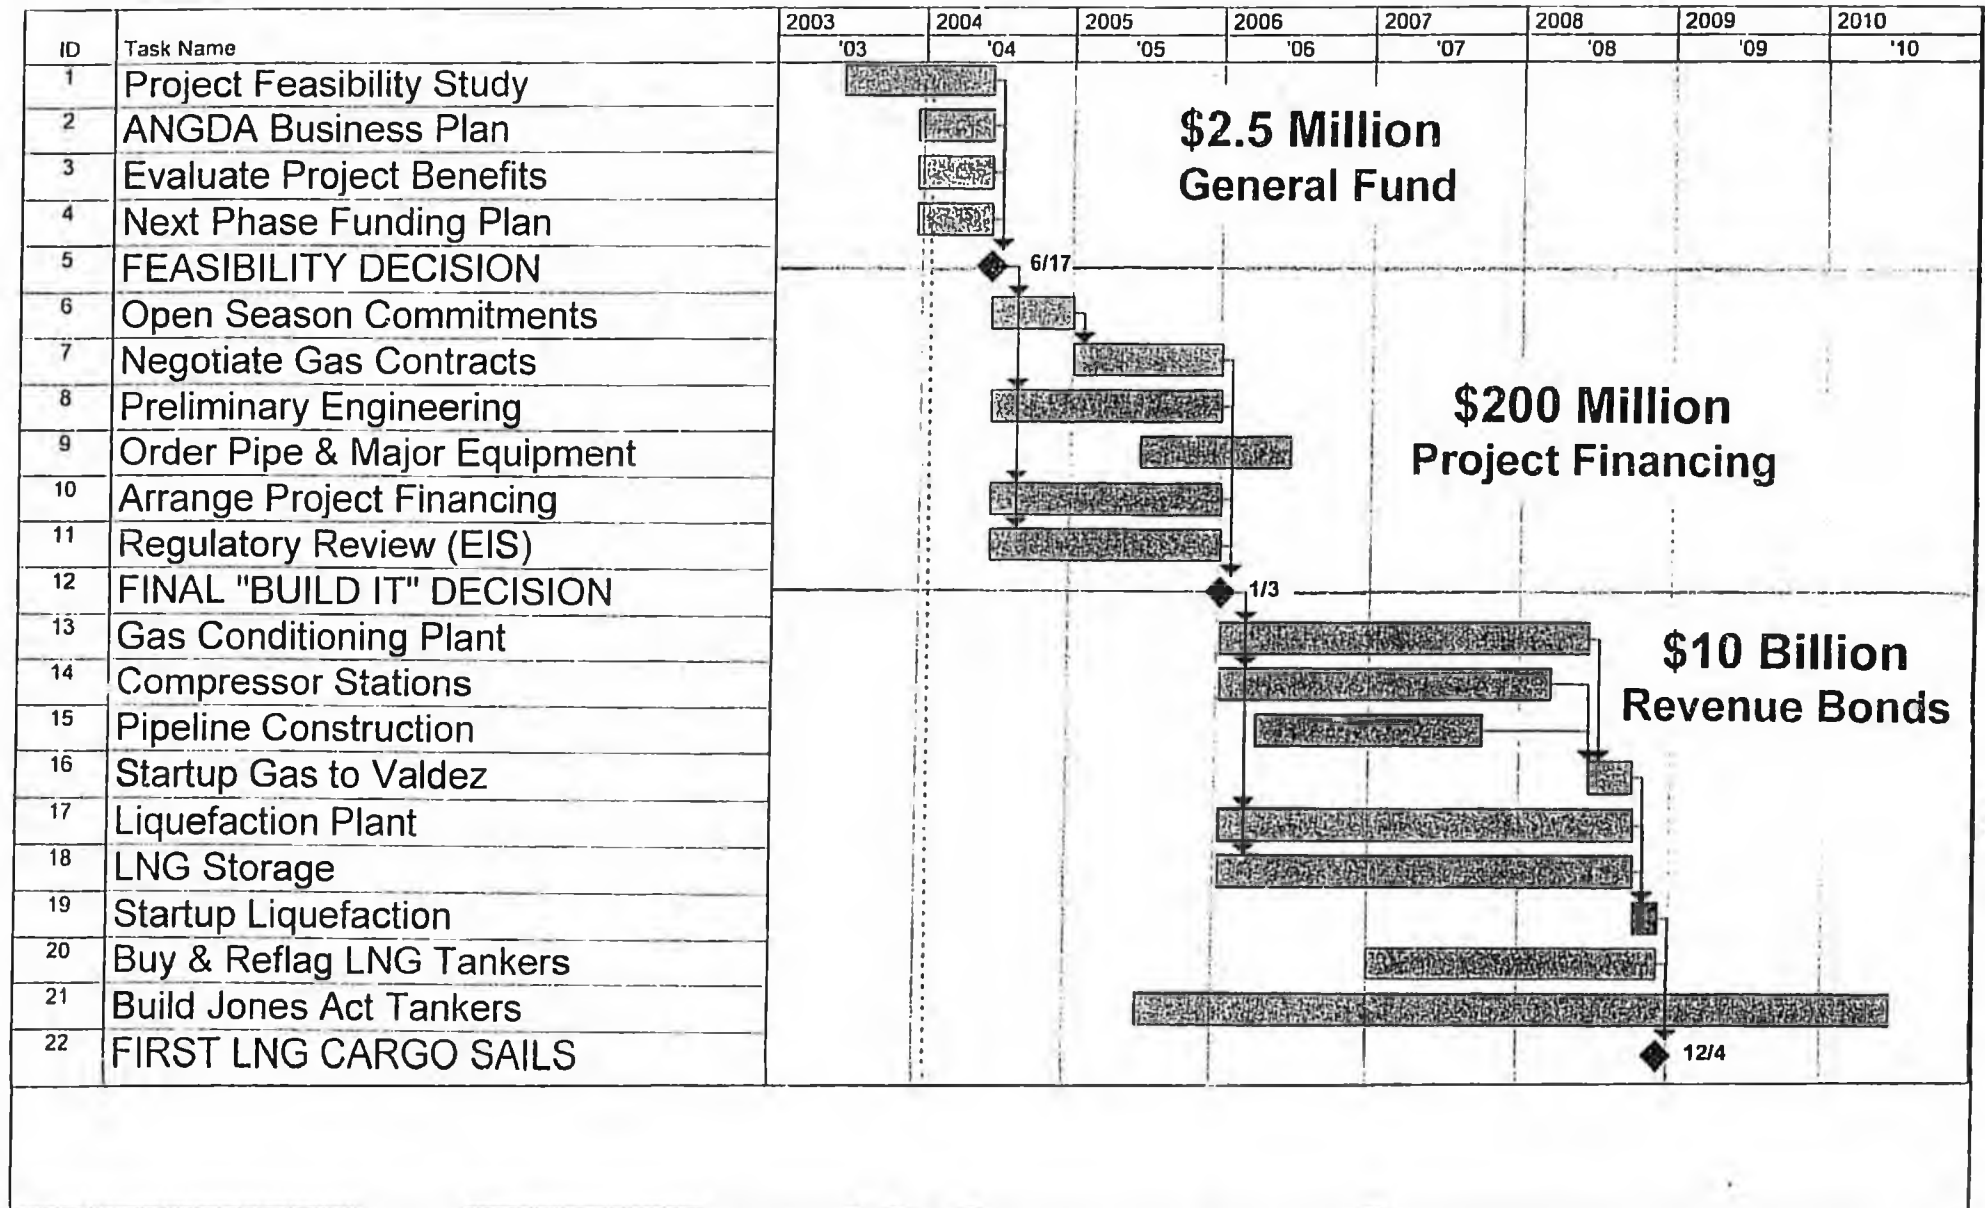 2003 2004 2005 2006 2007 2008 2009 2010
ID Task Name '03 '04 '05 '06 '07 '08 '09 '10
1 Project Feasibility Study
2 ANGDA Business Plan
3 Evaluate Project Benefits
4 Next Phase Funding Plan
$2.5 Million
General Fund
5 FEASIBILITY DECISION 6/17
6 Open Season Commitments
7 Negotiate Gas Contracts
8 Preliminary Engineering
9 Order Pipe & Major Equipment
10 Arrange Project Financing
11 Regulatory Review (EIS)
$200 Million
Project Financing
12 FINAL "BUILD IT" DECISION 1/3
13 Gas Conditioning Plant
14 Compressor Stations
15 Pipeline Construction
$10 Billion
Revenue Bonds
16 Startup Gas to Valdez
17 Liquefaction Plant
18 LNG Storage
19 Startup Liquefaction
20 Buy & Reflag LNG Tankers
21 Build Jones Act Tankers
22 FIRST LNG CARGO SAILS 12/4